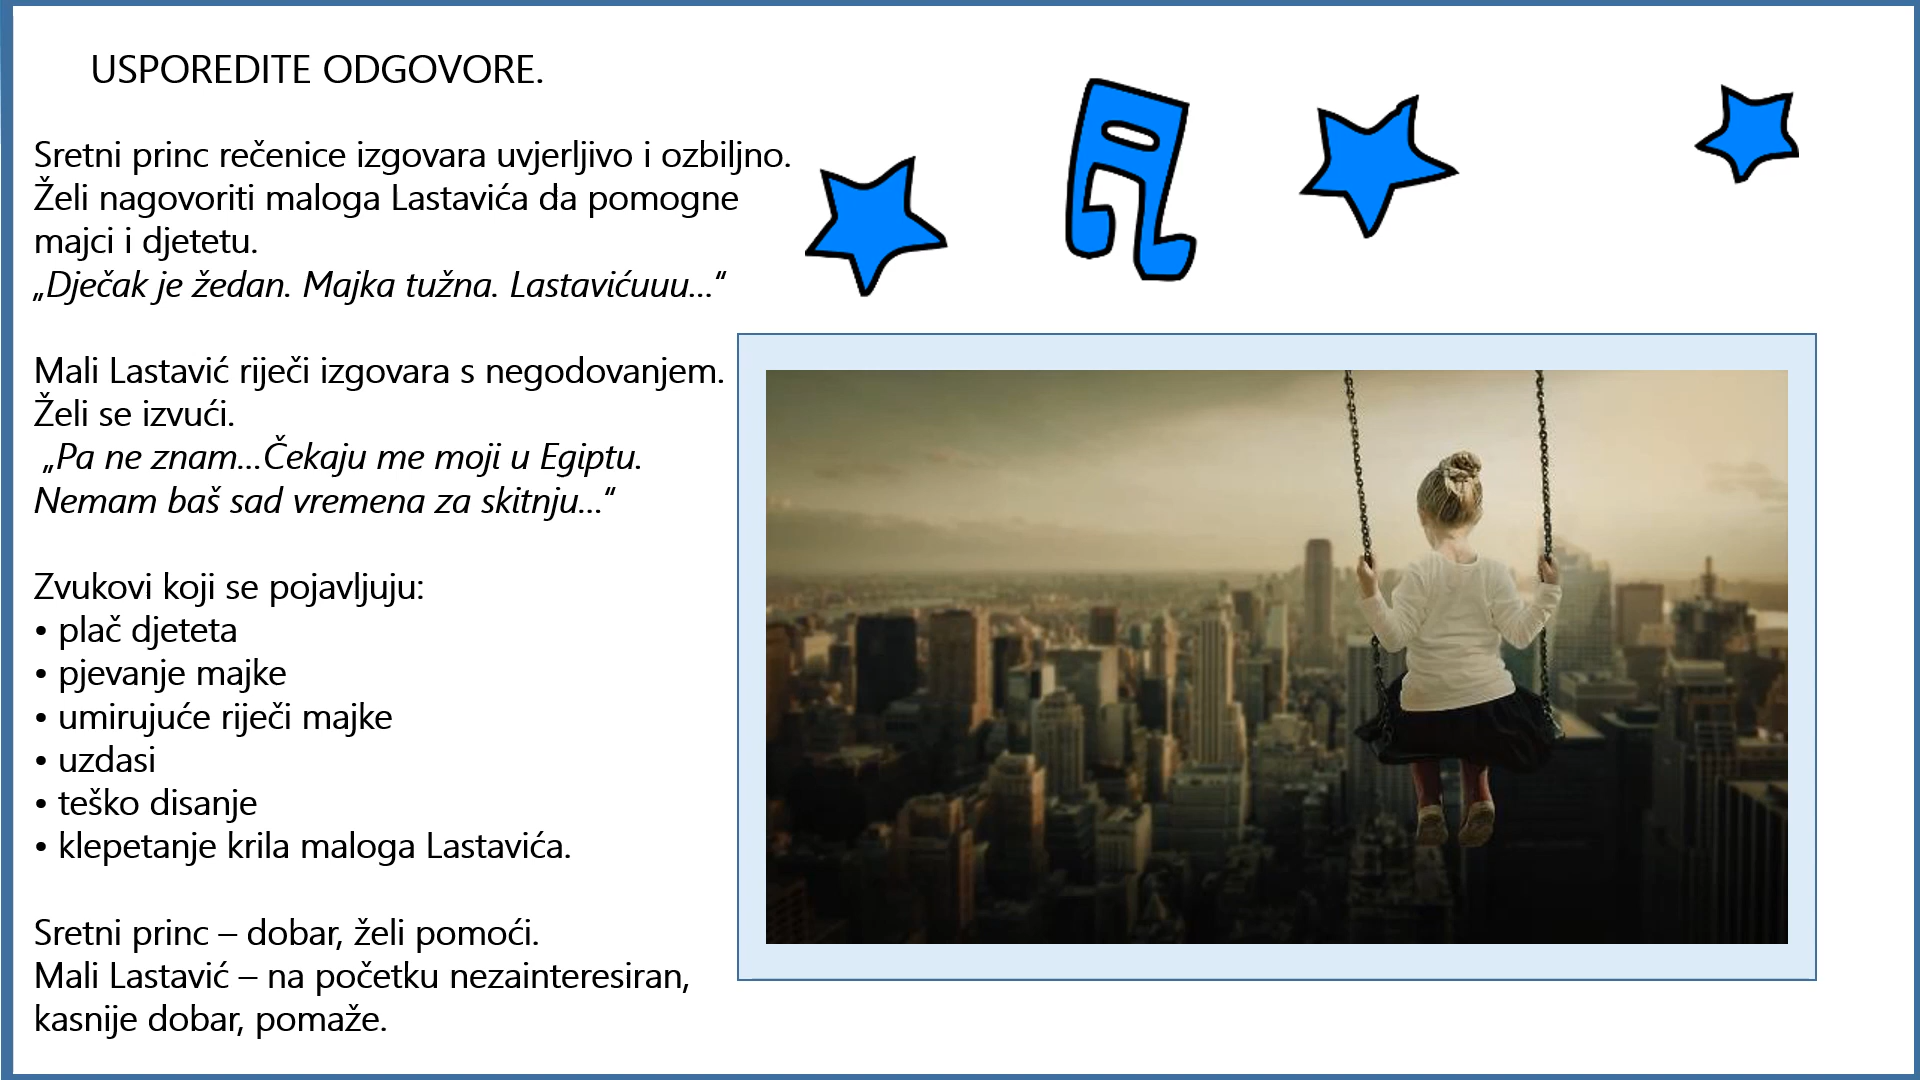 USPOREDITE ODGOVORE.
Sretni princ rečenice izgovara uvjerljivo i ozbiljno.
Želi nagovoriti maloga Lastavića da pomogne
majci i djetetu.
„Dječak je žedan. Majka tužna. Lastavićuuu...“
Mali Lastavić riječi izgovara s negodovanjem.
Želi se izvući.
„Pa ne znam...Čekaju me moji u Egiptu.
Nemam baš sad vremena za skitnju...“
Zvukovi koji se pojavljuju:
• plač djeteta
• pjevanje majke
• umirujuće riječi majke
• uzdasi
• teško disanje
• klepetanje krila maloga Lastavića.
Sretni princ – dobar, želi pomoći.
Mali Lastavić – na početku nezainteresiran,
kasnije dobar, pomaže.